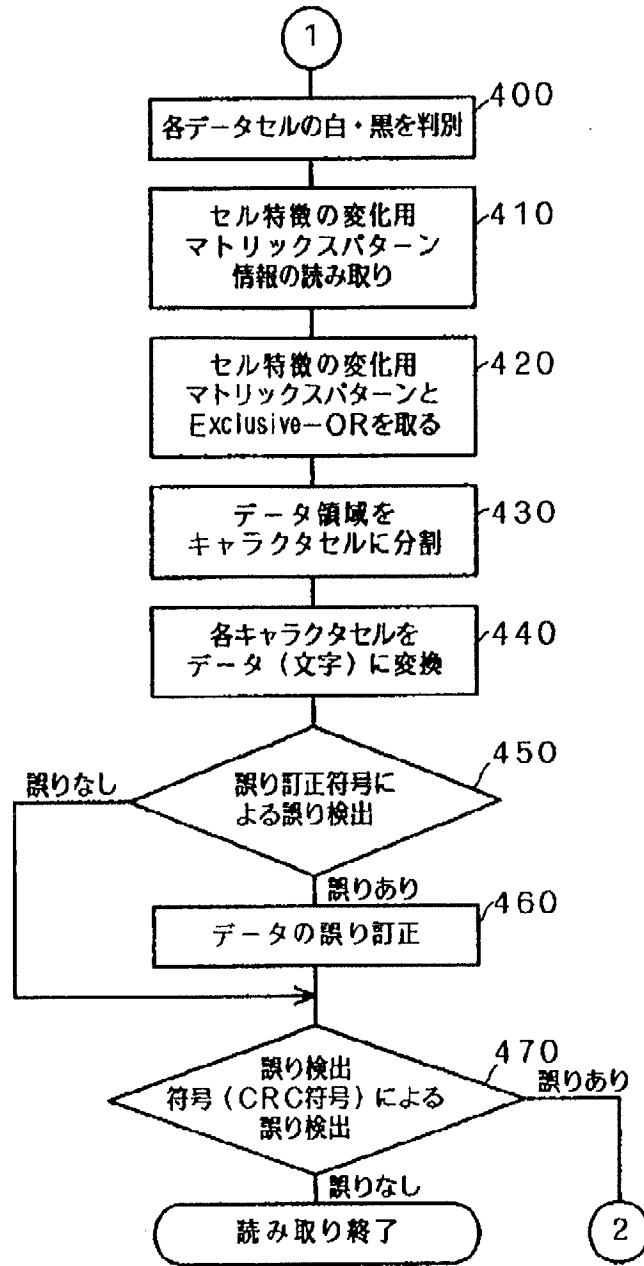 1
400
各データセルの白・黒を判別
410
セル特徴の変化用
マトリックスパターン
情報の読み取り
420
セル特徴の変化用
マトリックスパターンと
Exclusive－ORを取る
430
データ領域を
キャラクタセルに分割
440
各キャラクタセルを
データ（文字）に変換
450
誤りなし
誤り訂正符号に
よる誤り検出
誤りあり
460
データの誤り訂正
470
誤り検出
符号（CRC符号）による
誤り検出
誤りあり
誤りなし
読み取り終了
2